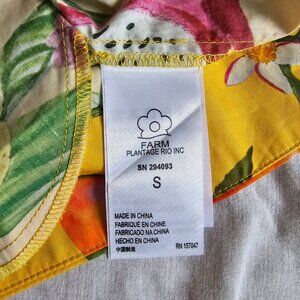 FARM
PLANTAGE RIO INC
SN 294093
S
MADE IN CHINA
FABRIQUÉ EN CHINE
FABRICADO NA CHINA
HECHO EN CHINA
中国制造
RN 157047